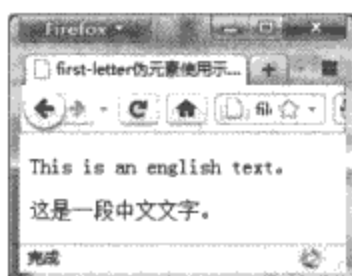 Firefox
first-letter伪元素使用示...
fil
This is an english text。
这是一段中文文字。
完成